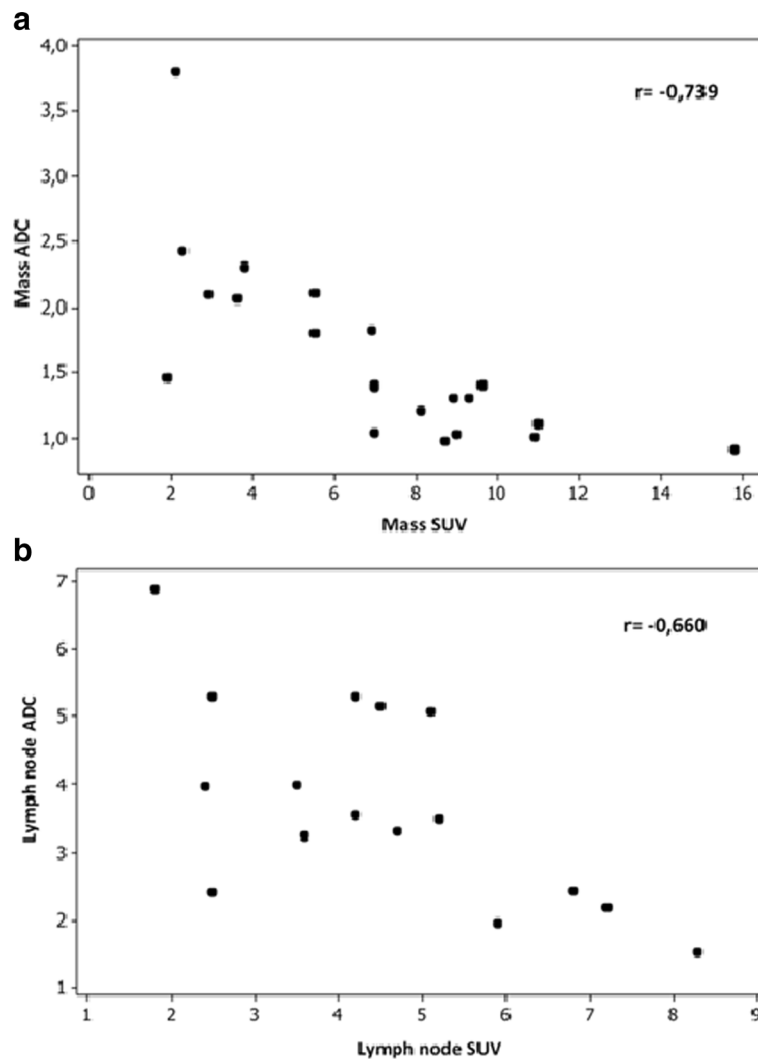 a
4,0
3,5
3,0
2,5
2,0
1,5
1,0
Mass ADC
r= -0,739
0 2 4 6 8 10 12 14 16
Mass SUV
b
7
6
5
4
3
2
1
Lymph node ADC
r= -0,660
1 2 3 4 5 6 7 8 9
Lymph node SUV